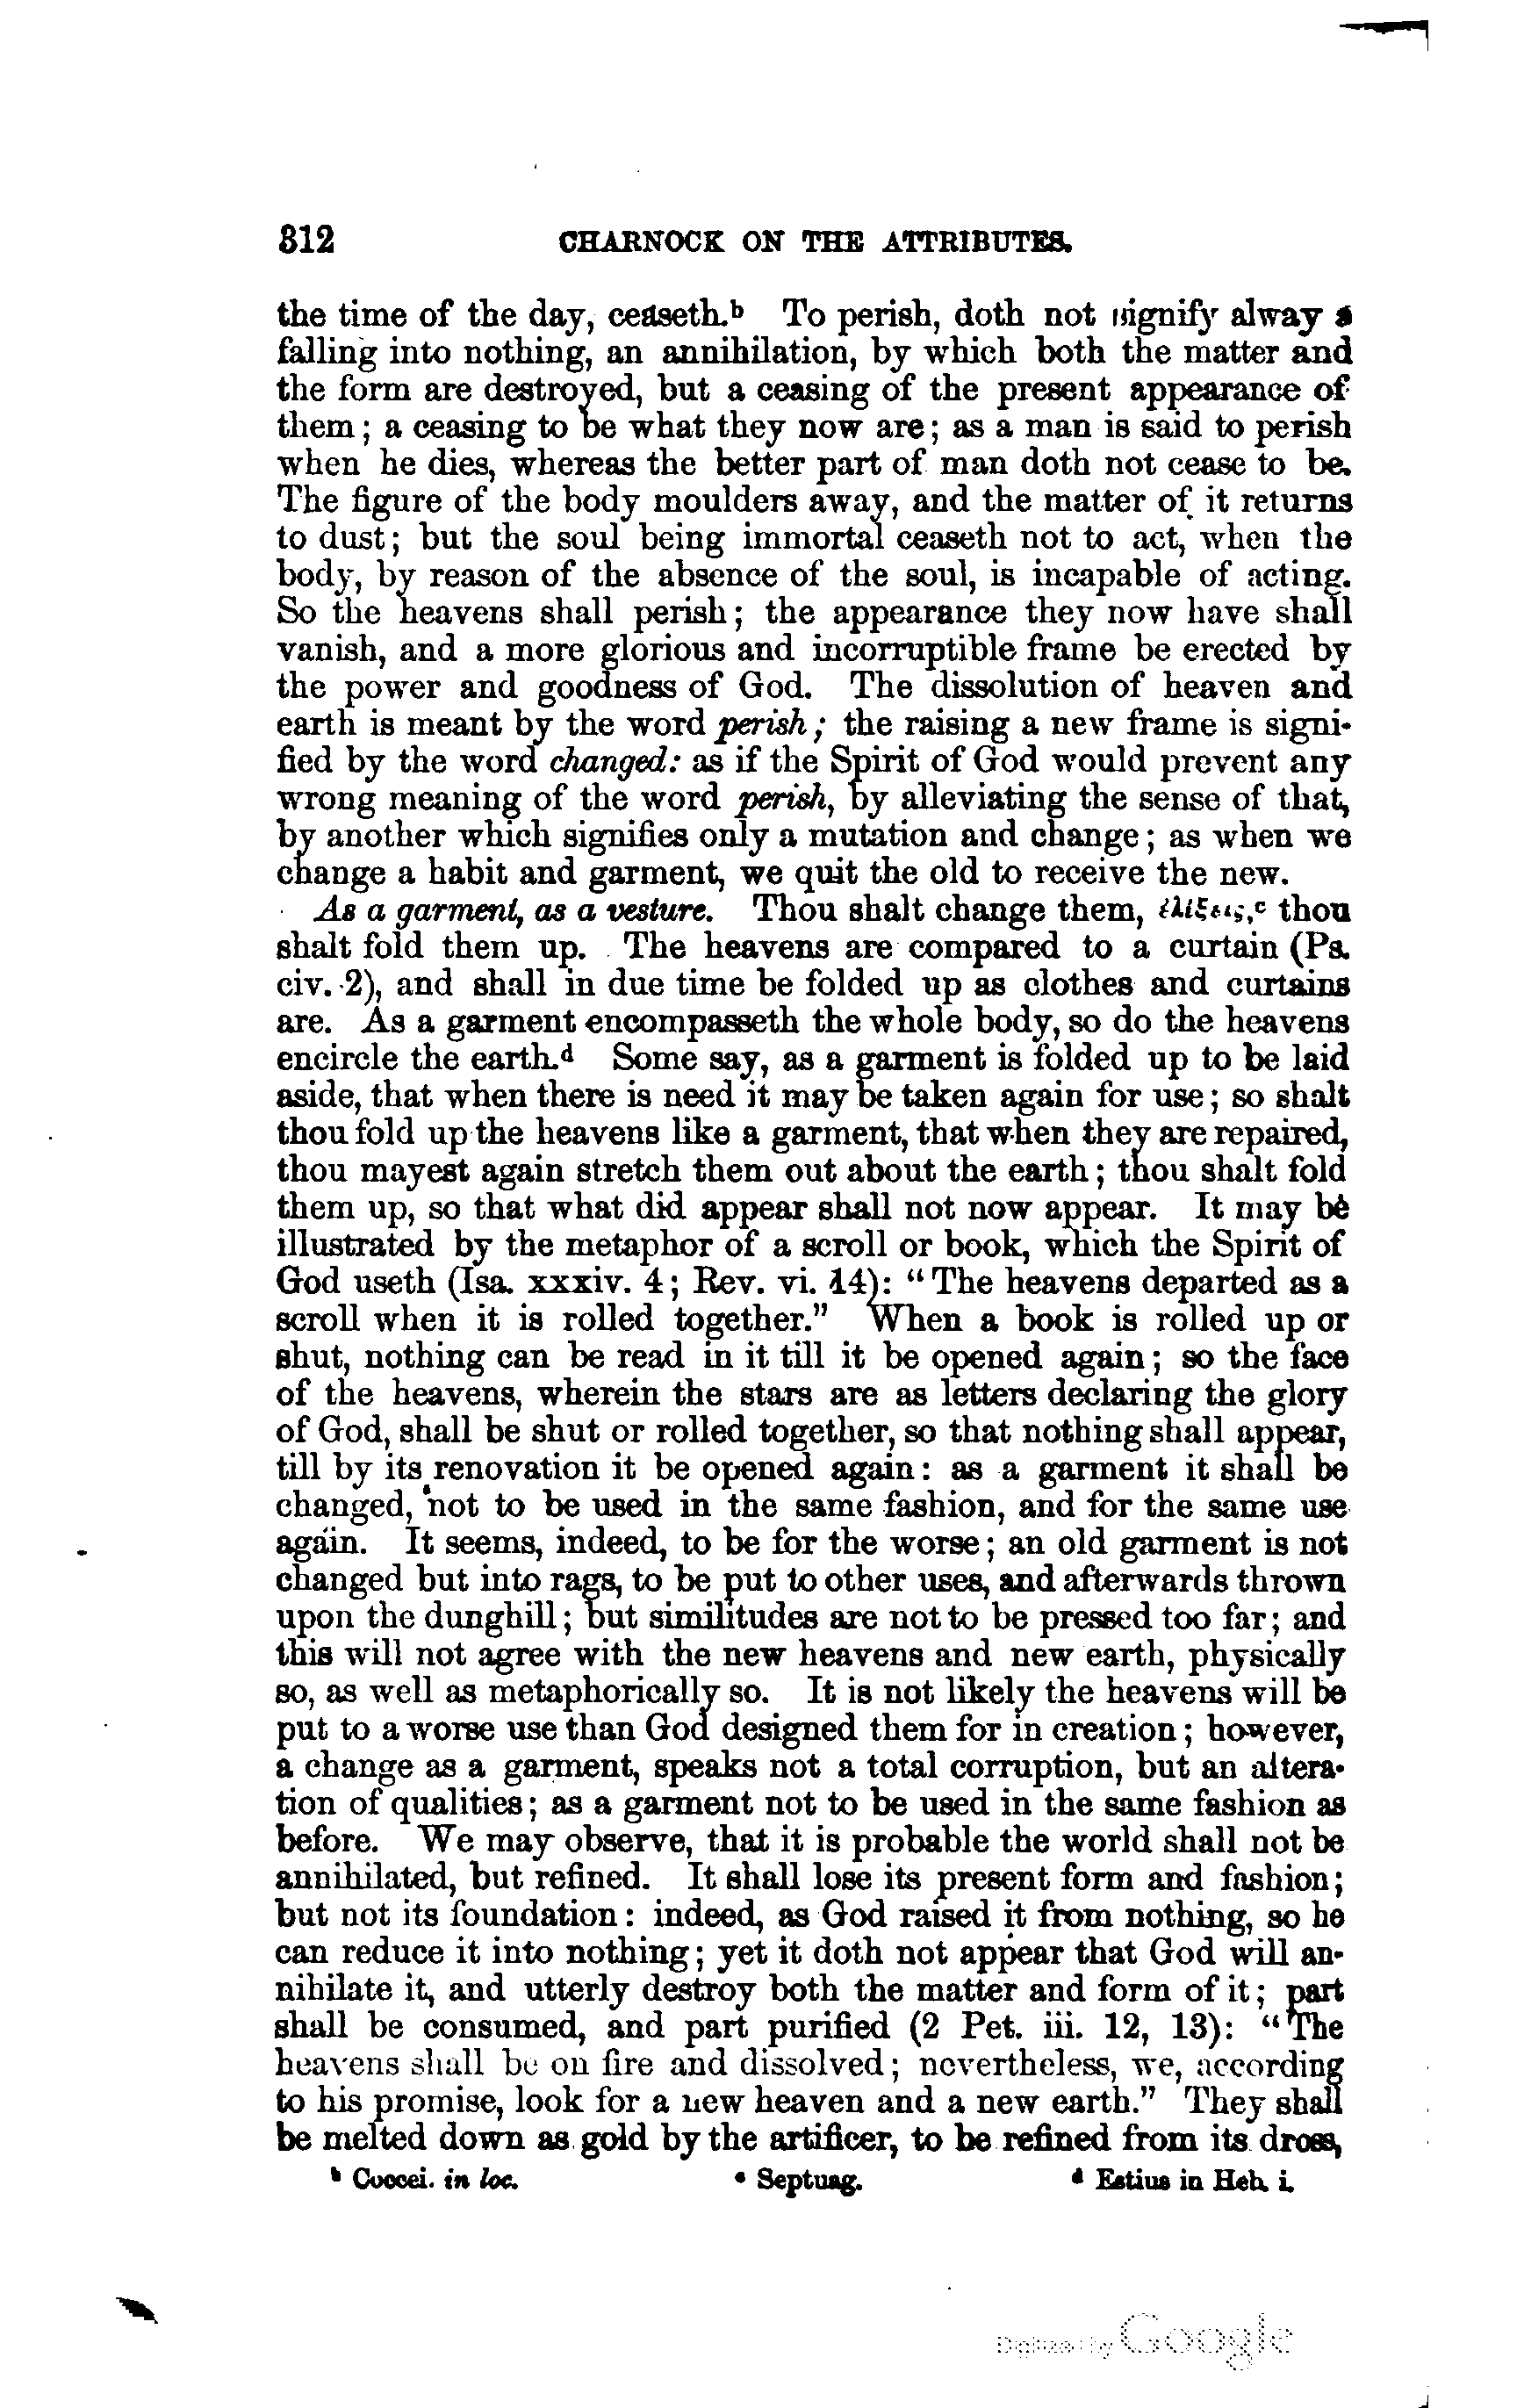 312 CHARNOCK ON THE ATTRIBUTES.
the time of the day, ceaseth.ᵇ To perish, doth not signify alway a
falling into nothing, an annihilation, by which both the matter and
the form are destroyed, but a ceasing of the present appearance of
them; a ceasing to be what they now are; as a man is said to perish
when he dies, whereas the better part of man doth not cease to be.
The figure of the body moulders away, and the matter of it returns
to dust; but the soul being immortal ceaseth not to act, when the
body, by reason of the absence of the soul, is incapable of acting.
So the heavens shall perish; the appearance they now have shall
vanish, and a more glorious and incorruptible frame be erected by
the power and goodness of God. The dissolution of heaven and
earth is meant by the word perish; the raising a new frame is signi-
fied by the word changed: as if the Spirit of God would prevent any
wrong meaning of the word perish, by alleviating the sense of that,
by another which signifies only a mutation and change; as when we
change a habit and garment, we quit the old to receive the new.
As a garment, as a vesture. Thou shalt change them, ἑλίξεις,ᶜ thou
shalt fold them up. The heavens are compared to a curtain (Ps.
civ. 2), and shall in due time be folded up as clothes and curtains
are. As a garment encompasseth the whole body, so do the heavens
encircle the earth.ᵈ Some say, as a garment is folded up to be laid
aside, that when there is need it may be taken again for use; so shalt
thou fold up the heavens like a garment, that when they are repaired,
thou mayest again stretch them out about the earth; thou shalt fold
them up, so that what did appear shall not now appear. It may be
illustrated by the metaphor of a scroll or book, which the Spirit of
God useth (Isa. xxxiv. 4; Rev. vi. 14): "The heavens departed as a
scroll when it is rolled together." When a book is rolled up or
shut, nothing can be read in it till it be opened again; so the face
of the heavens, wherein the stars are as letters declaring the glory
of God, shall be shut or rolled together, so that nothing shall appear,
till by its renovation it be opened again: as a garment it shall be
changed, not to be used in the same fashion, and for the same use
again. It seems, indeed, to be for the worse; an old garment is not
changed but into rags, to be put to other uses, and afterwards thrown
upon the dunghill; but similitudes are not to be pressed too far; and
this will not agree with the new heavens and new earth, physically
so, as well as metaphorically so. It is not likely the heavens will be
put to a worse use than God designed them for in creation; however,
a change as a garment, speaks not a total corruption, but an altera-
tion of qualities; as a garment not to be used in the same fashion as
before. We may observe, that it is probable the world shall not be
annihilated, but refined. It shall lose its present form and fashion;
but not its foundation: indeed, as God raised it from nothing, so he
can reduce it into nothing; yet it doth not appear that God will an-
nihilate it, and utterly destroy both the matter and form of it; part
shall be consumed, and part purified (2 Pet. iii. 12, 13): "The
heavens shall be on fire and dissolved; nevertheless, we, according
to his promise, look for a new heaven and a new earth." They shall
be melted down as gold by the artificer, to be refined from its dross,
ᵇ Coccei. in loc. ᶜ Septuag. ᵈ Estius in Heb. i.
Digitized by Google